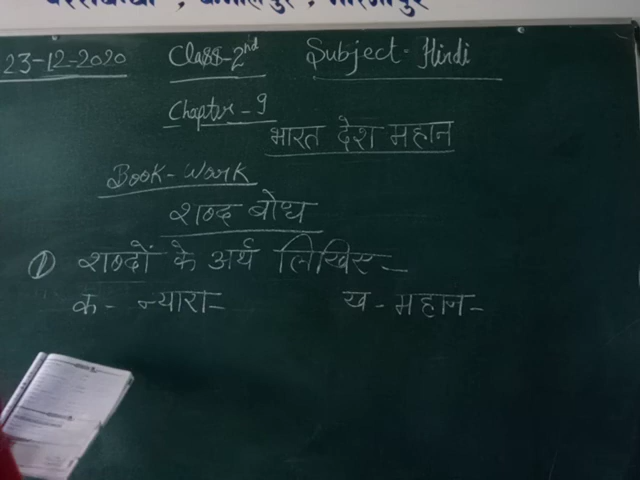 23-12-2020 Class-2nd Subject - Hindi
Chapter - 9
भारत देश महान
Book-Work
शब्द बोध
① शब्दों के अर्थ लिखिए -
क - न्यारा - ख - महान -